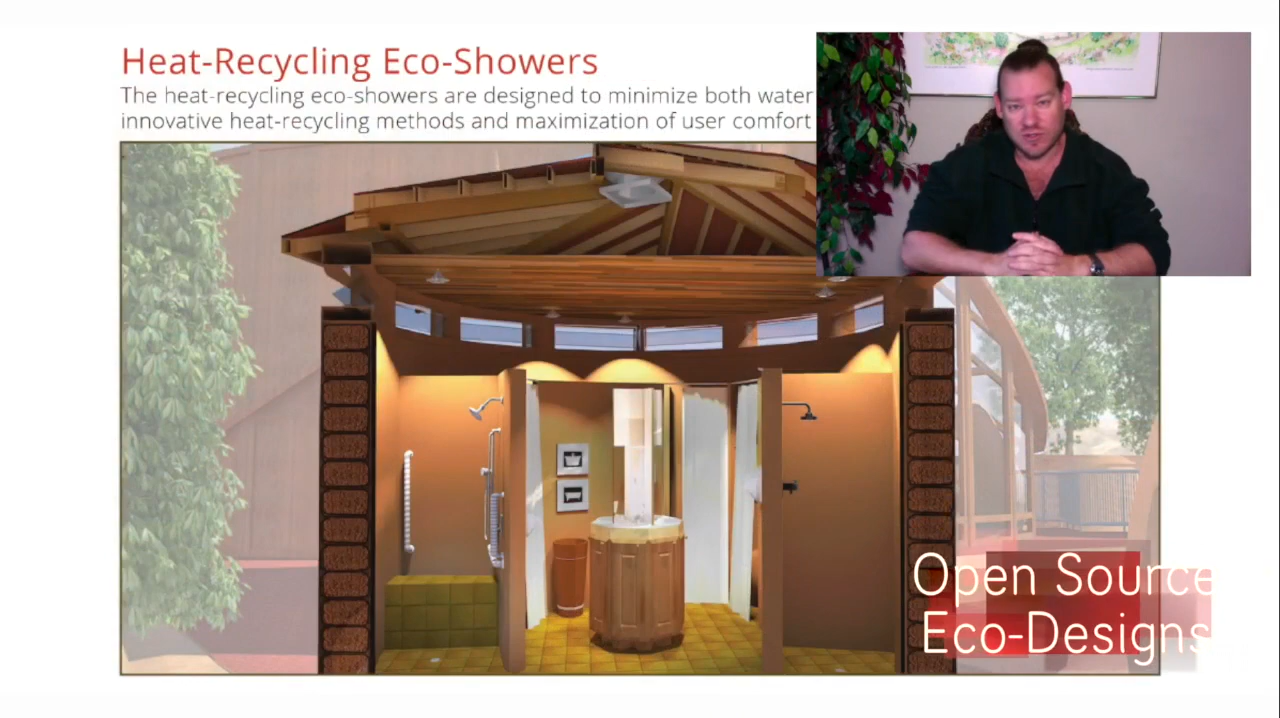 Heat-Recycling Eco-Showers
The heat-recycling eco-showers are designed to minimize both water
innovative heat-recycling methods and maximization of user comfort
Open Source
Eco-Designs